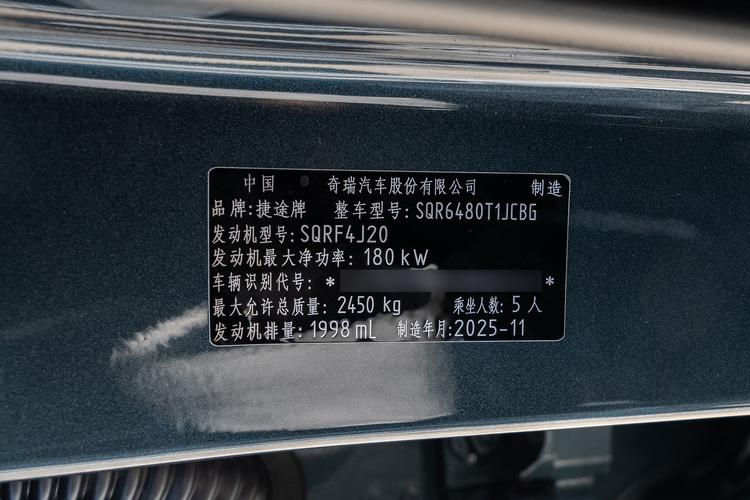 中国 奇瑞汽车股份有限公司 制造
品牌:捷途牌 整车型号:SQR6480T1JCBG
发动机型号:SQRF4J20
发动机最大净功率: 180 kW
车辆识别代号: * *
最大允许总质量: 2450 kg 乘坐人数: 5 人
发动机排量: 1998 mL 制造年月:2025-11